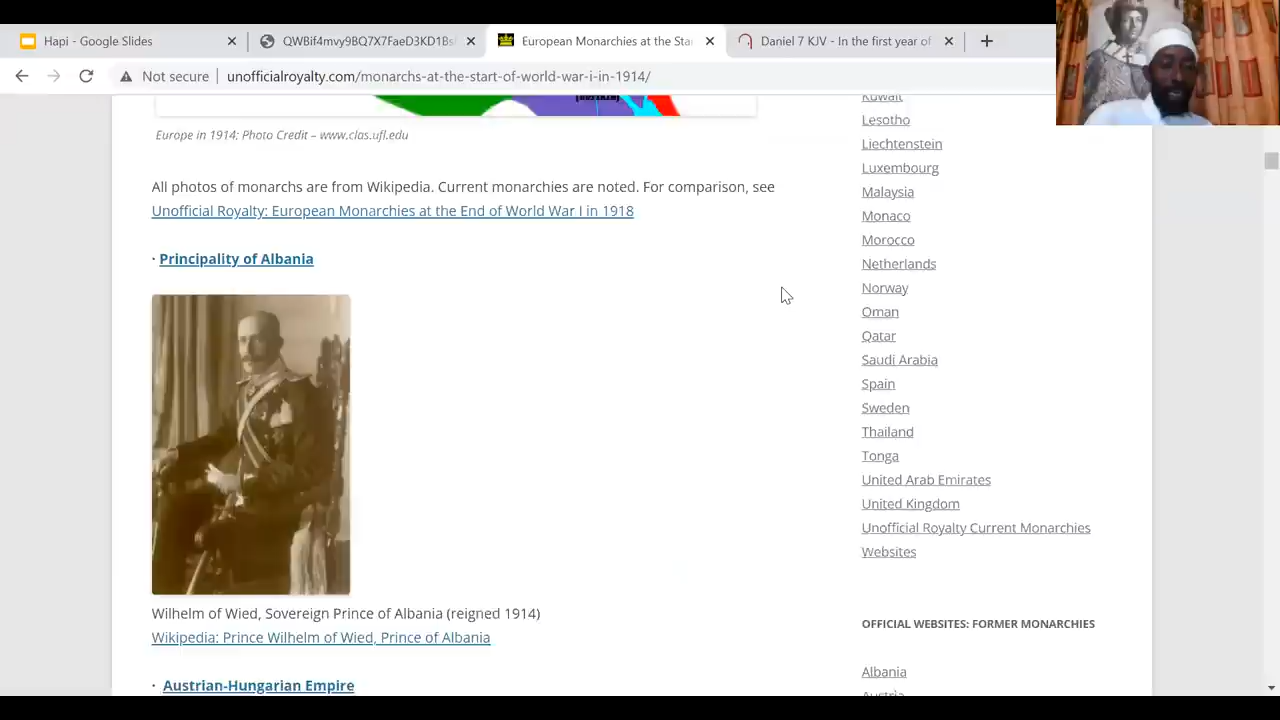 Hapi - Google Slides
QWBif4mvy9BQ7X7FaeD3KD1Bs
European Monarchies at the Sta
Daniel 7 KJV - In the first year of
Not secure
unofficialroyalty.com/monarchs-at-the-start-of-world-war-i-in-1914/
Europe in 1914; Photo Credit – www.clas.ufl.edu
All photos of monarchs are from Wikipedia. Current monarchies are noted. For comparison, see
Unofficial Royalty: European Monarchies at the End of World War I in 1918
· Principality of Albania
Wilhelm of Wied, Sovereign Prince of Albania (reigned 1914)
Wikipedia: Prince Wilhelm of Wied, Prince of Albania
· Austrian-Hungarian Empire
Kuwait
Lesotho
Liechtenstein
Luxembourg
Malaysia
Monaco
Morocco
Netherlands
Norway
Oman
Qatar
Saudi Arabia
Spain
Sweden
Thailand
Tonga
United Arab Emirates
United Kingdom
Unofficial Royalty Current Monarchies
Websites
OFFICIAL WEBSITES: FORMER MONARCHIES
Albania
Austria